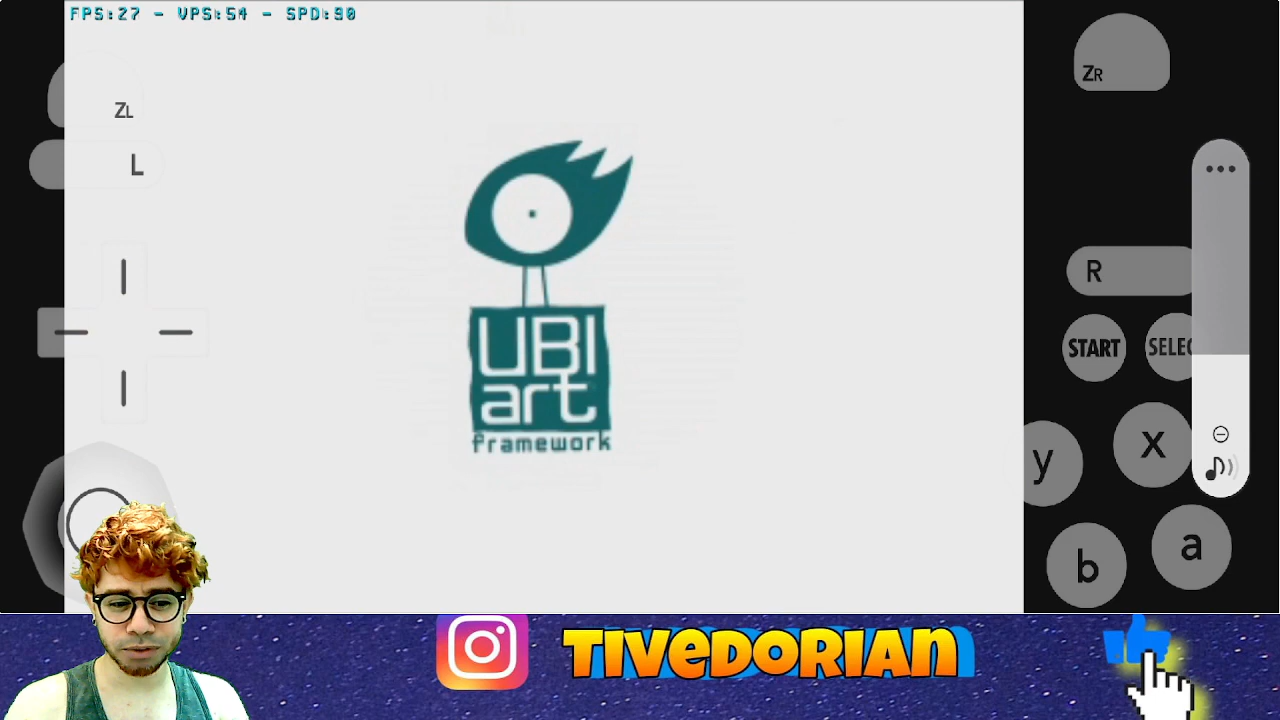 FPS:27 - VPS:54 - SPD:90
ZL
ZR
L
R
UBI
art
framework
START
SELEC
y
x
b
a
TIVEDORIAN